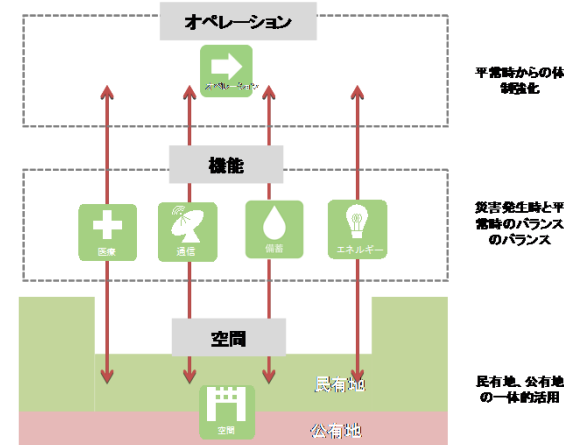 オペレーション
平常時からの体
制強化
機能
医療
通信
備蓄
エネルギー
災害発生時と平
常時のバランス
のバランス
空間
民有地
空間
公有地
民有地、公有地
の一体的活用